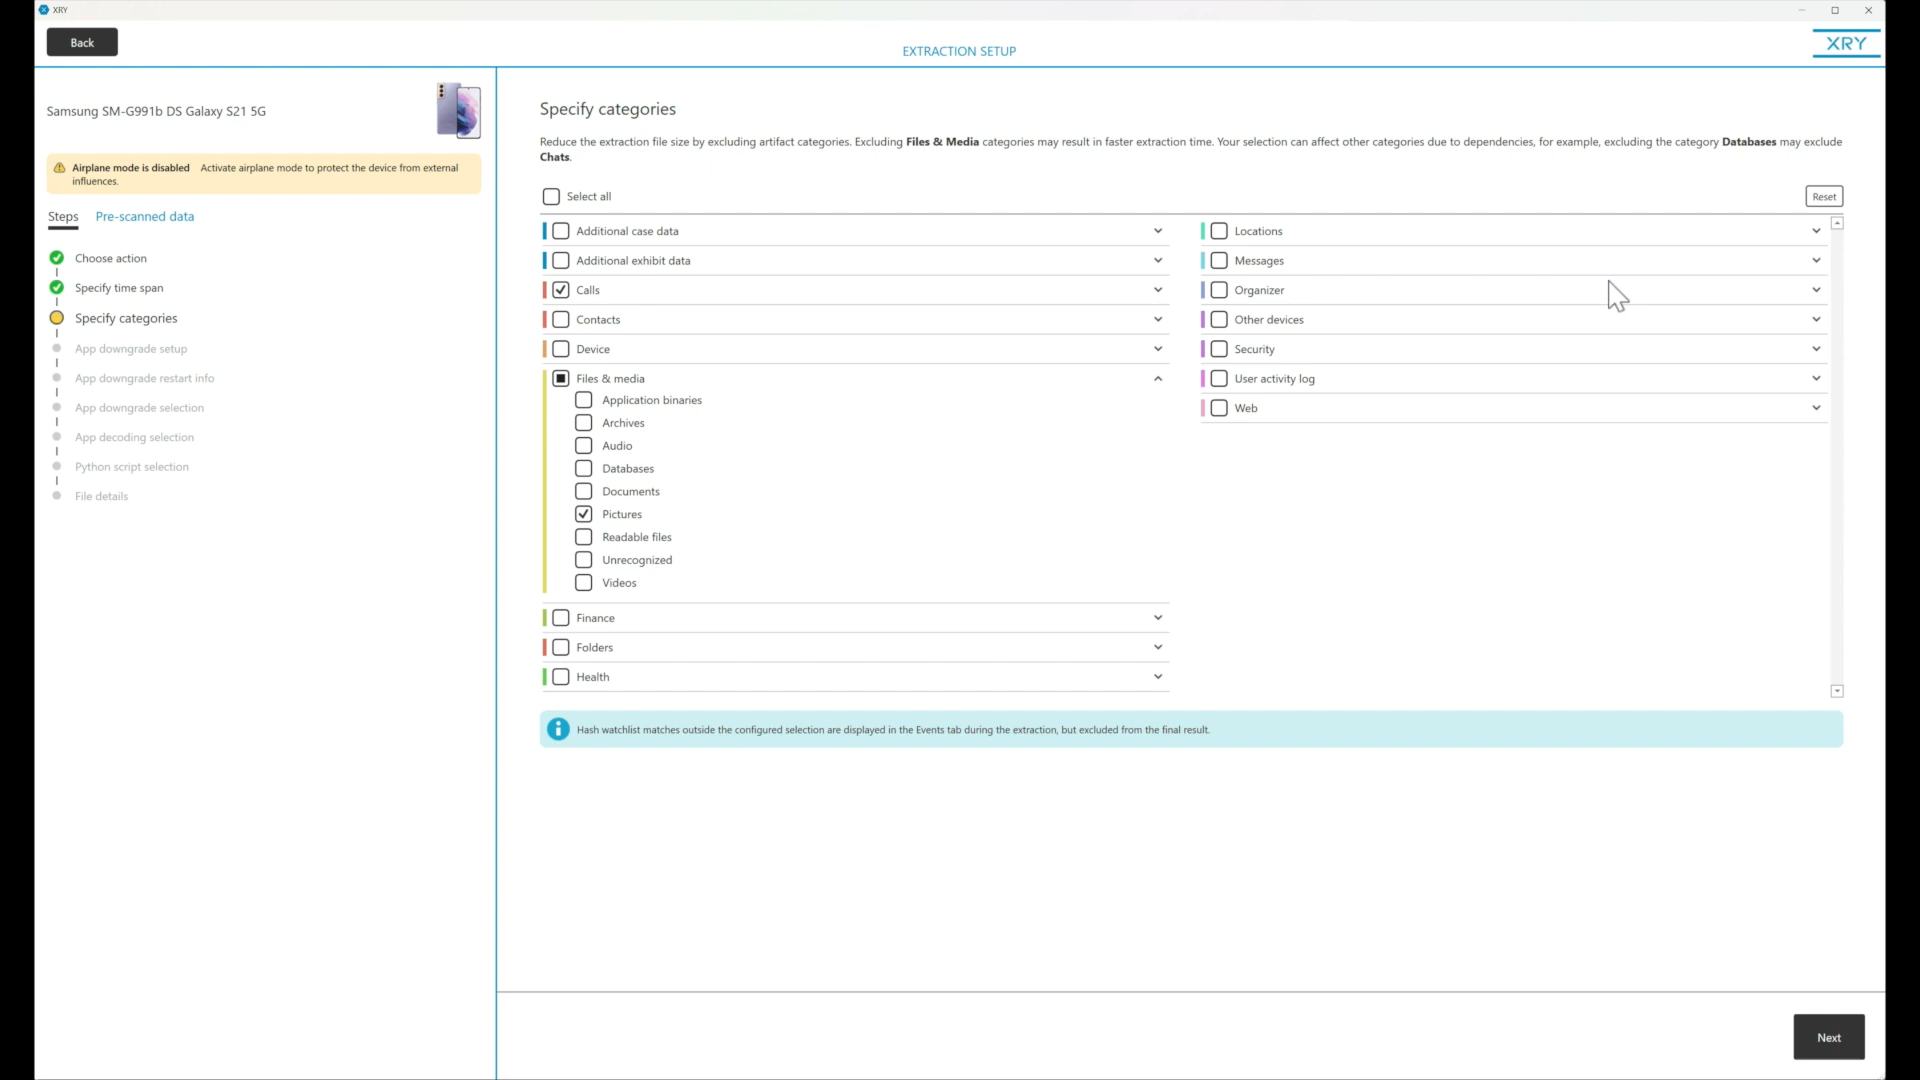 XRY
Back
EXTRACTION SETUP
XRY
Samsung SM-G991b DS Galaxy S21 5G
Airplane mode is disabled Activate airplane mode to protect the device from external
influences.
Steps Pre-scanned data
Choose action
Specify time span
Specify categories
App downgrade setup
App downgrade restart info
App downgrade selection
App decoding selection
Python script selection
File details
Specify categories
Reduce the extraction file size by excluding artifact categories. Excluding Files & Media categories may result in faster extraction time. Your selection can affect other categories due to dependencies, for example, excluding the category Databases may exclude
Chats.
Select all
Reset
Additional case data
Additional exhibit data
Calls
Contacts
Device
Files & media
Application binaries
Archives
Audio
Databases
Documents
Pictures
Readable files
Unrecognized
Videos
Finance
Folders
Health
Locations
Messages
Organizer
Other devices
Security
User activity log
Web
Hash watchlist matches outside the configured selection are displayed in the Events tab during the extraction, but excluded from the final result.
Next